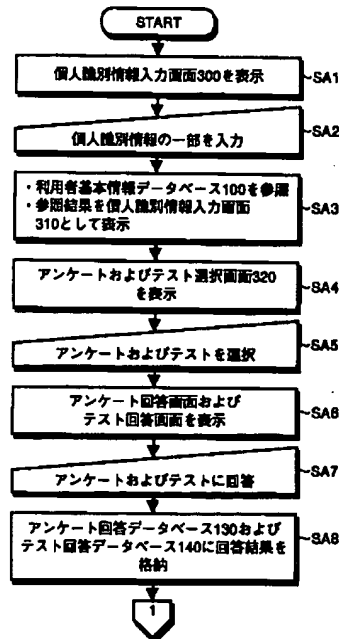 START
個人識別情報入力画面300を表示
SA1
個人識別情報の一部を入力
SA2
・利用者基本情報データベース100を参照
・参照結果を個人識別情報入力画面
310として表示
SA3
アンケートおよびテスト選択画面320
を表示
SA4
アンケートおよびテストを選択
SA5
アンケート回答画面および
テスト回答画面を表示
SA6
アンケートおよびテストに回答
SA7
アンケート回答データベース130および
テスト回答データベース140に回答結果を
格納
SA8
1